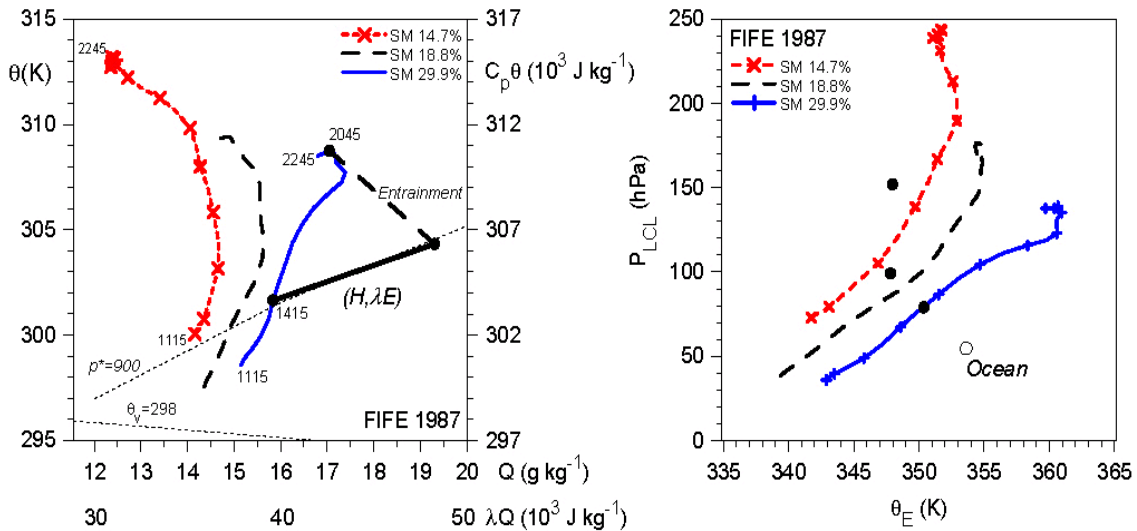 θ(K)
315
310
305
300
295
2245
SM 14.7%
SM 18.8%
SM 29.9%
317
312
307
302
297
C_pθ (10^3 J kg^-1)
2045
2245
Entrainment
1415
(H,λE)
1115
p*=900
1115
θ_v=298
FIFE 1987
12 13 14 15 16 17 18 19 20 Q (g kg^-1)
30 40 50 λQ (10^3 J kg^-1)
250
200
150
100
50
0
P_LCL (hPa)
FIFE 1987
SM 14.7%
SM 18.8%
SM 29.9%
Ocean
335 340 345 350 355 360 365
θ_E (K)